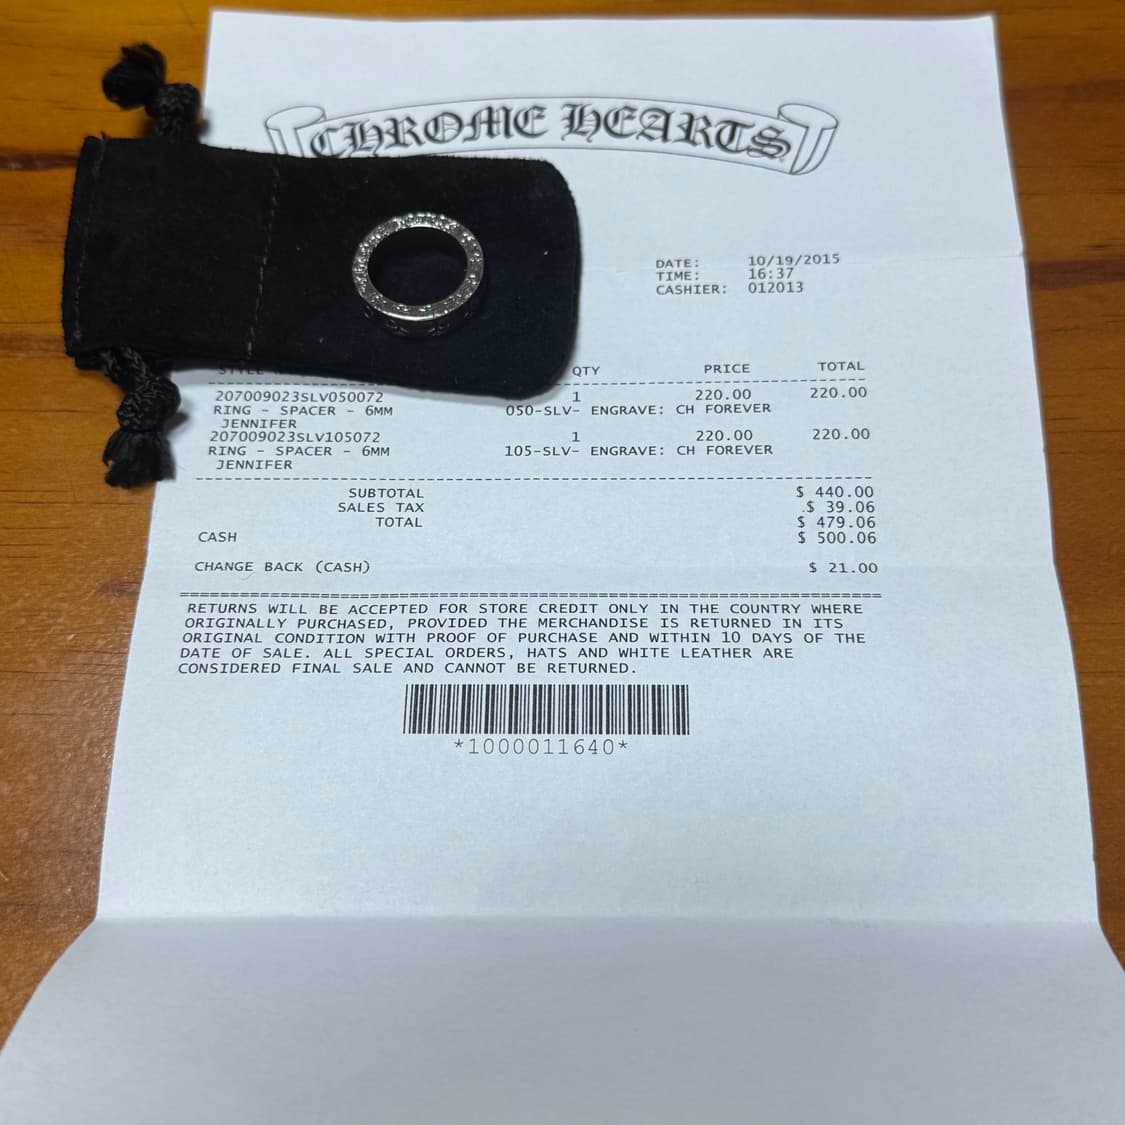 CHROME HEARTS
DATE: 10/19/2015
TIME: 16:37
CASHIER: 012013
QTY PRICE TOTAL
207009023SLV050072 1 220.00 220.00
RING - SPACER - 6MM 050-SLV- ENGRAVE: CH FOREVER
JENNIFER
207009023SLV105072 1 220.00 220.00
RING - SPACER - 6MM 105-SLV- ENGRAVE: CH FOREVER
JENNIFER
SUBTOTAL $ 440.00
SALES TAX $ 39.06
TOTAL $ 479.06
CASH $ 500.06
CHANGE BACK (CASH) $ 21.00
RETURNS WILL BE ACCEPTED FOR STORE CREDIT ONLY IN THE COUNTRY WHERE
ORIGINALLY PURCHASED, PROVIDED THE MERCHANDISE IS RETURNED IN ITS
ORIGINAL CONDITION WITH PROOF OF PURCHASE AND WITHIN 10 DAYS OF THE
DATE OF SALE. ALL SPECIAL ORDERS, HATS AND WHITE LEATHER ARE
CONSIDERED FINAL SALE AND CANNOT BE RETURNED.
*1000011640*